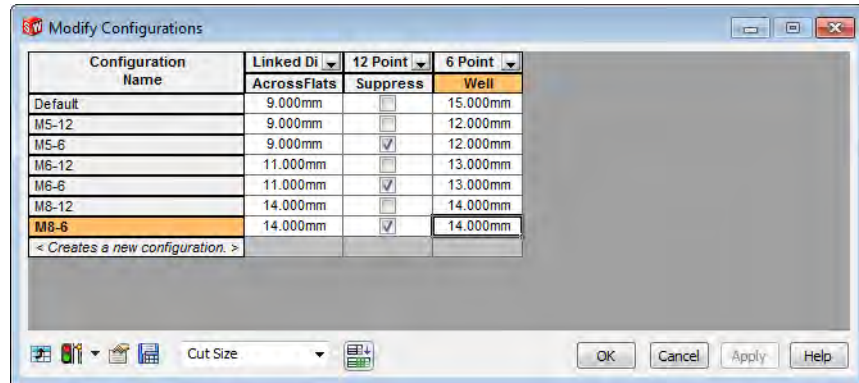 SW Modify Configurations
Configuration Name Linked Di 12 Point 6 Point
AcrossFlats Suppress Well
Default 9.000mm 15.000mm
M5-12 9.000mm 12.000mm
M5-6 9.000mm 12.000mm
M6-12 11.000mm 13.000mm
M6-6 11.000mm 13.000mm
M8-12 14.000mm 14.000mm
M8-6 14.000mm 14.000mm
< Creates a new configuration. >
Cut Size OK Cancel Apply Help